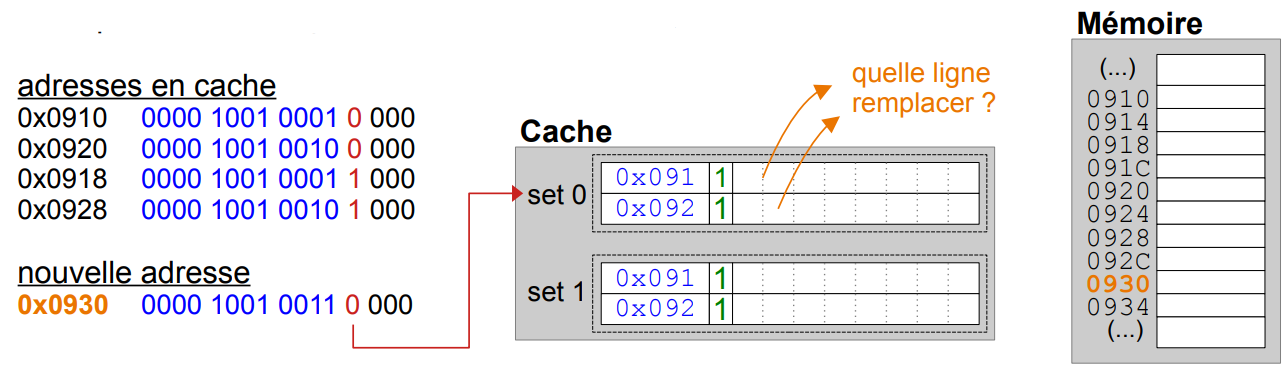 adresses en cache
0x0910 0000 1001 0001 0 000
0x0920 0000 1001 0010 0 000
0x0918 0000 1001 0001 1 000
0x0928 0000 1001 0010 1 000
nouvelle adresse
0x0930 0000 1001 0011 0 000
quelle ligne
remplacer ?
Cache
set 0
0x091 1
0x092 1
set 1
0x091 1
0x092 1
Mémoire
(...)
0910
0914
0918
091C
0920
0924
0928
092C
0930
0934
(...)